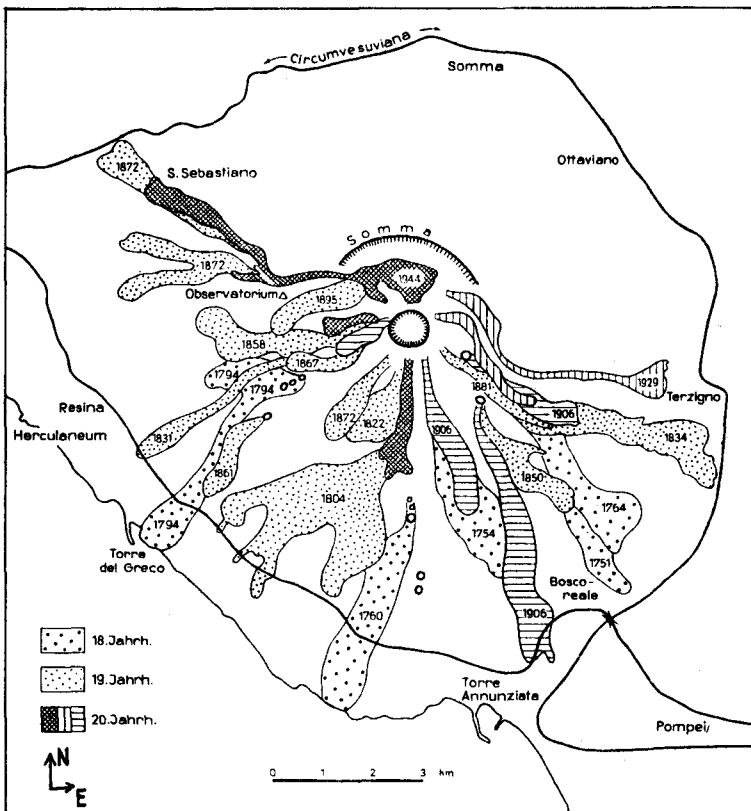 Circumvesuviana
Somma
Ottaviano
1872
S. Sebastiano
Somma
1872
1944
Observatorium
1895
1858
1867
1929
1794
1794
1881
Terzigno
Resina
1906
Herculaneum
1831
1872
1822
1906
1834
1861
1850
1804
1764
1794
1754
1751
Torre
del Greco
Bosco-
reale
1760
1906
18. Jahrh.
19. Jahrh.
20. Jahrh.
Torre
Annunziata
Pompei
N
E
0 1 2 3 km